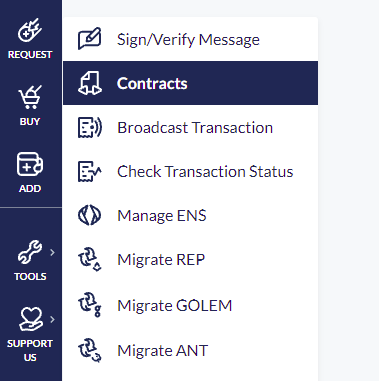 REQUEST
BUY
ADD
TOOLS
SUPPORT
US
Sign/Verify Message
Contracts
Broadcast Transaction
Check Transaction Status
Manage ENS
Migrate REP
Migrate GOLEM
Migrate ANT